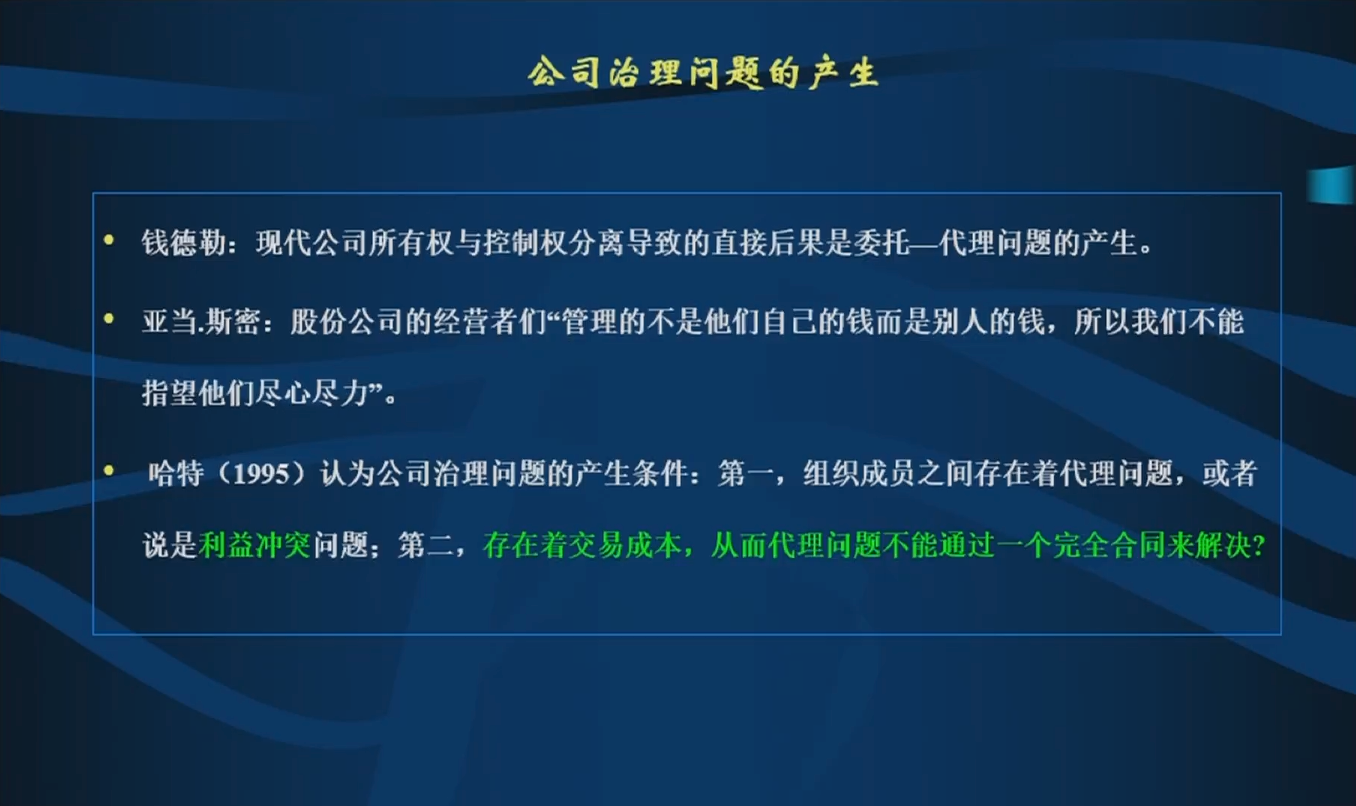 公司治理问题的产生
• 钱德勒：现代公司所有权与控制权分离导致的直接后果是委托—代理问题的产生。
• 亚当.斯密：股份公司的经营者们“管理的不是他们自己的钱而是别人的钱，所以我们不能
指望他们尽心尽力”。
• 哈特（1995）认为公司治理问题的产生条件：第一，组织成员之间存在着代理问题，或者
说是利益冲突问题；第二，存在着交易成本，从而代理问题不能通过一个完全合同来解决?